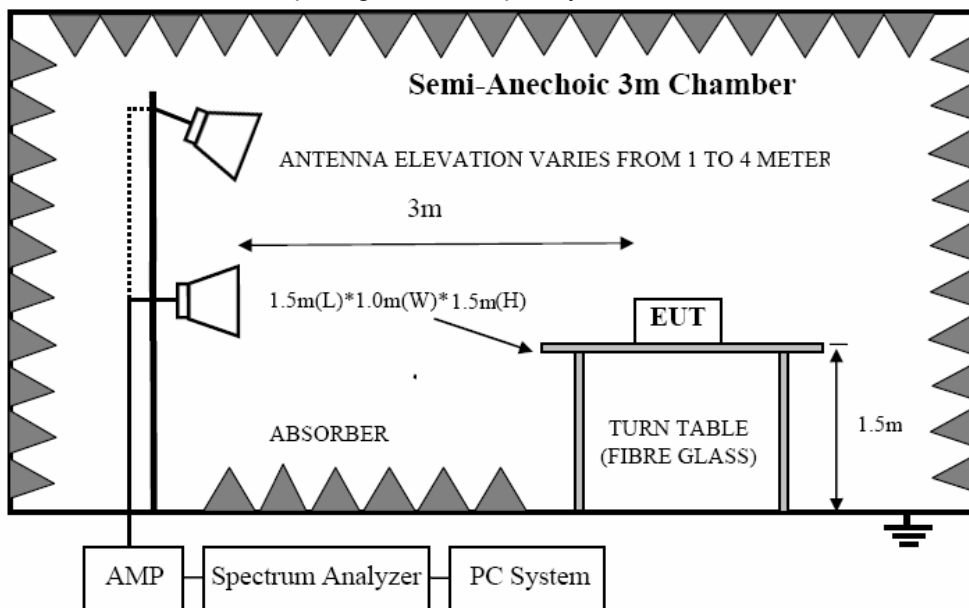 Semi-Anechoic 3m Chamber
ANTENNA ELEVATION VARIES FROM 1 TO 4 METER
3m
1.5m(L)*1.0m(W)*1.5m(H)
EUT
ABSORBER
TURN TABLE
(FIBRE GLASS)
1.5m
AMP
Spectrum Analyzer
PC System